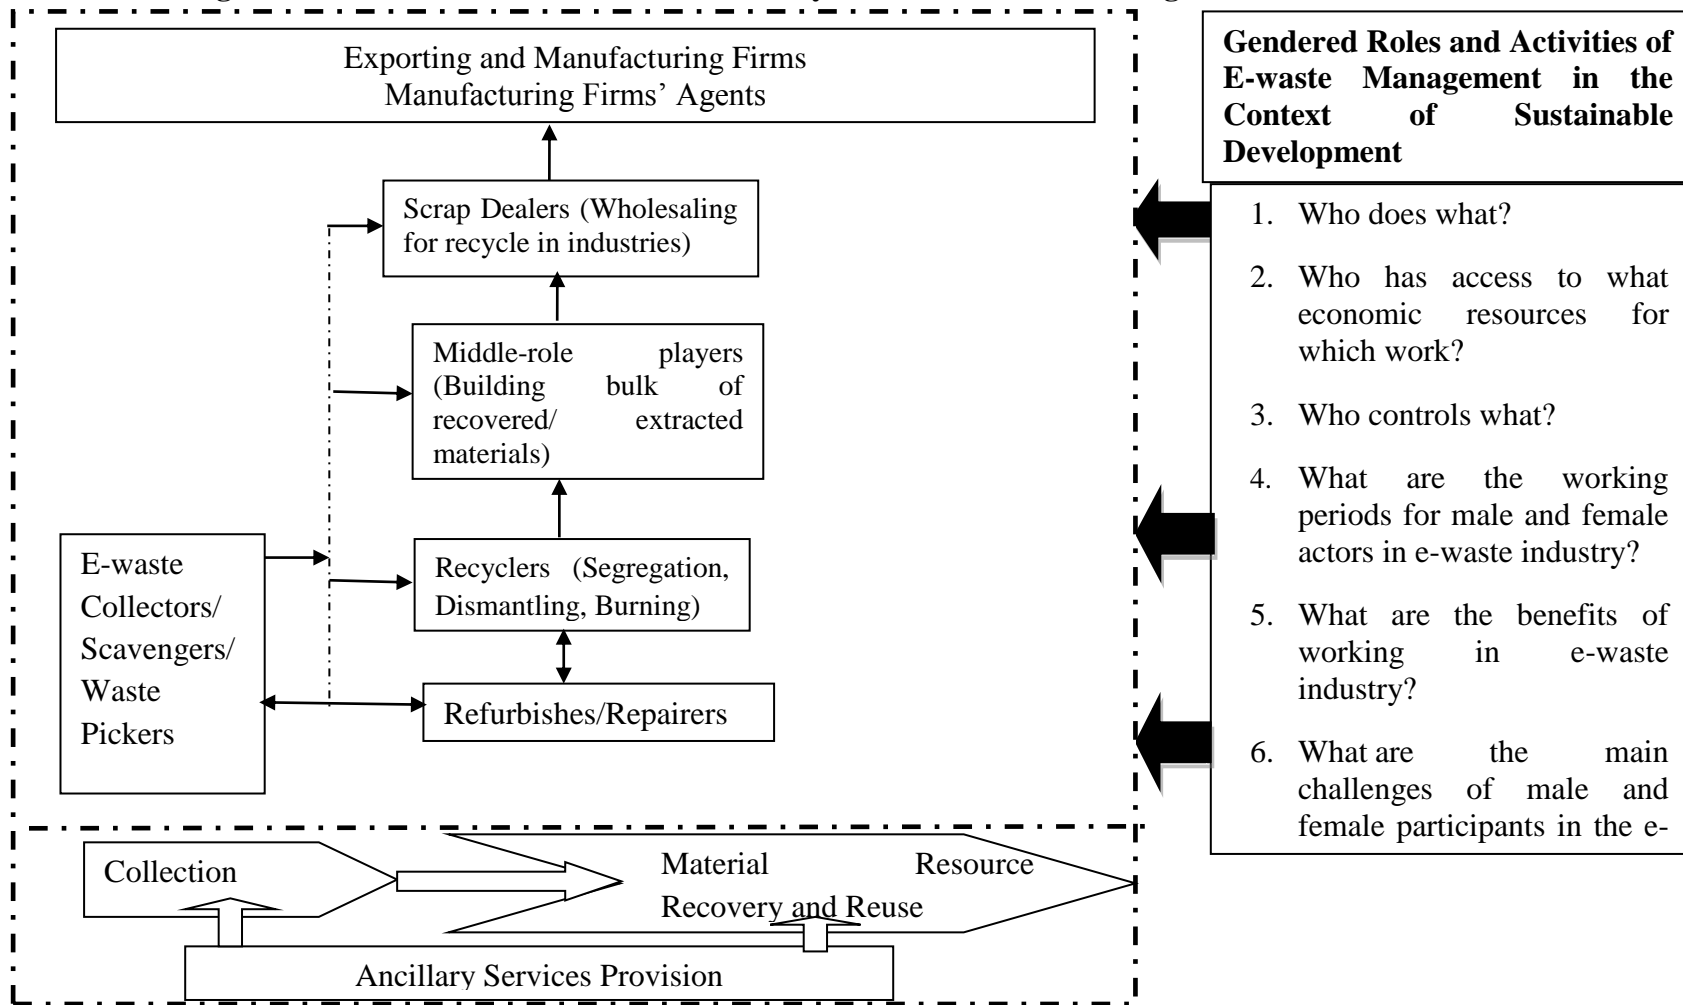 Exporting and Manufacturing Firms
Manufacturing Firms' Agents
Scrap Dealers (Wholesaling
for recycle in industries)
Middle-role players
(Building bulk of
recovered/ extracted
materials)
E-waste
Collectors/
Scavengers/
Waste
Pickers
Recyclers (Segregation,
Dismantling, Burning)
Refurbishes/Repairers
Collection
Material Resource
Recovery and Reuse
Ancillary Services Provision
Gendered Roles and Activities of
E-waste Management in the
Context of Sustainable
Development
1. Who does what?
2. Who has access to what
economic resources for
which work?
3. Who controls what?
4. What are the working
periods for male and female
actors in e-waste industry?
5. What are the benefits of
working in e-waste
industry?
6. What are the main
challenges of male and
female participants in the e-